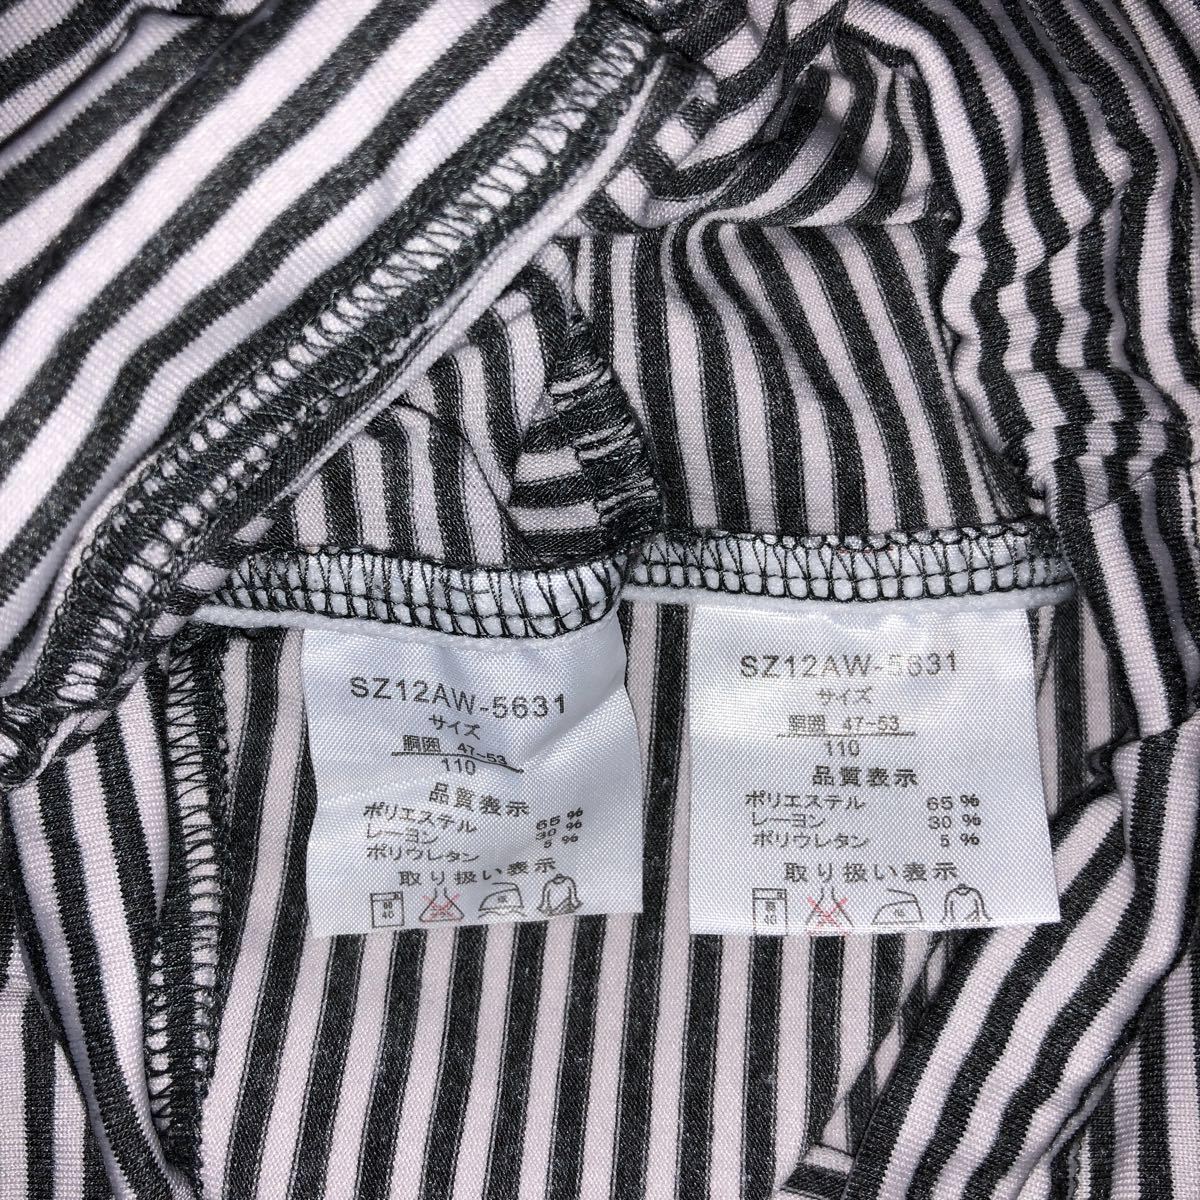 SZ12AW-5631
サイズ
胴囲 47~53
110
品質表示
ポリエステル 65%
レーヨン 30%
ポリウレタン 5%
取り扱い表示
40
SZ12AW-5631
サイズ
胴囲 47~53
110
品質表示
ポリエステル 65%
レーヨン 30%
ポリウレタン 5%
取り扱い表示
40